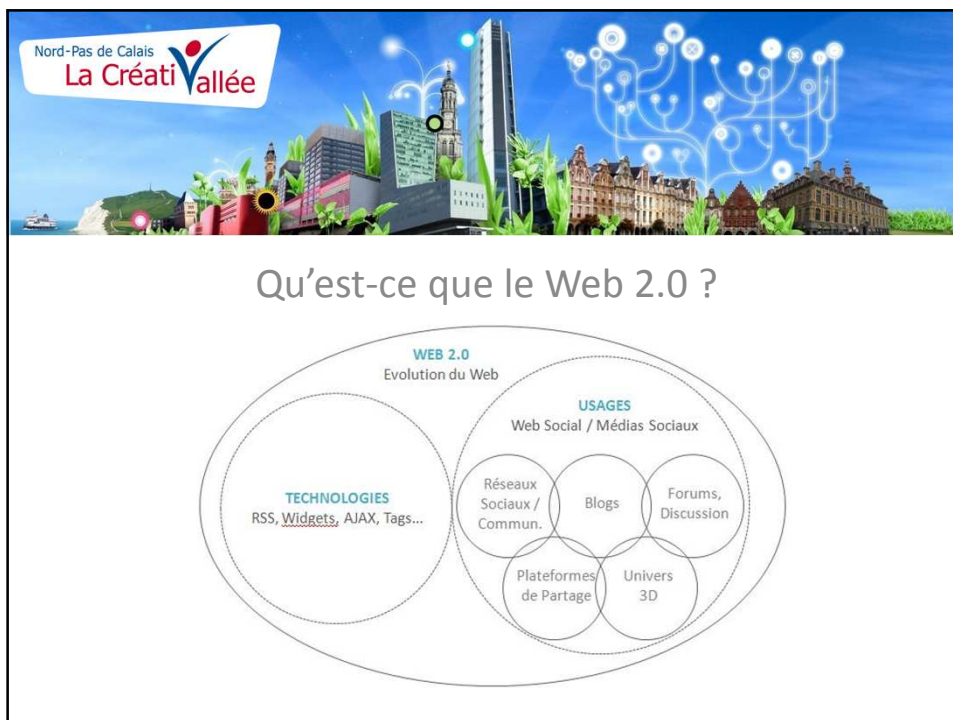 Nord-Pas de Calais
La Créati Vallée
Qu’est-ce que le Web 2.0 ?
WEB 2.0
Evolution du Web
USAGES
Web Social / Médias Sociaux
TECHNOLOGIES
RSS, Widgets, AJAX, Tags...
Réseaux
Sociaux /
Commun.
Blogs
Forums,
Discussion
Plateformes
de Partage
Univers
3D